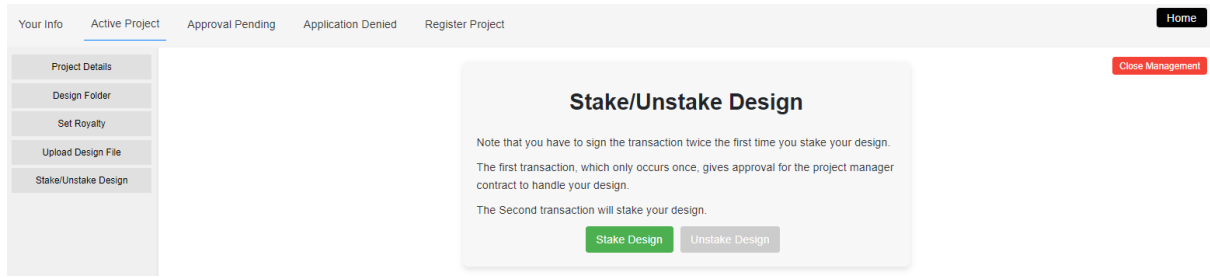 Your Info Active Project Approval Pending Application Denied Register Project Home
Close Management
Project Details
Design Folder
Set Royalty
Upload Design File
Stake/Unstake Design
Stake/Unstake Design
Note that you have to sign the transaction twice the first time you stake your design.
The first transaction, which only occurs once, gives approval for the project manager
contract to handle your design.
The Second transaction will stake your design.
Stake Design Unstake Design